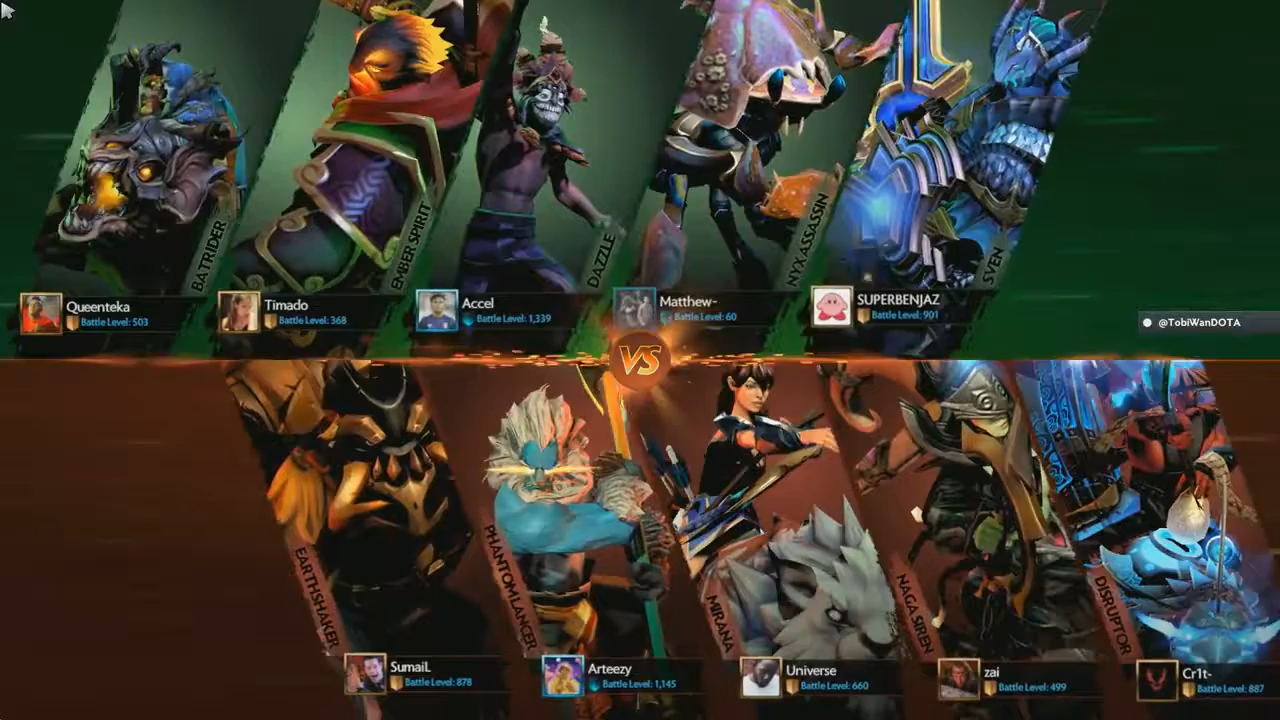 BATRIDER
EMBER SPIRIT
DAZZLE
NYX ASSASSIN
SVEN
Queenteka
Battle Level: 503
Timado
Battle Level: 368
Accel
Battle Level: 1,339
Matthew-
Battle Level: 60
SUPERBENJAZ
Battle Level: 901
@TobiWanDOTA
VS
EARTHSHAKER
PHANTOM LANCER
MIRANA
NAGA SIREN
DISRUPTOR
SumaiL
Battle Level: 878
Arteezy
Battle Level: 1,145
Universe
Battle Level: 660
zai
Battle Level: 499
Cr1t-
Battle Level: 887